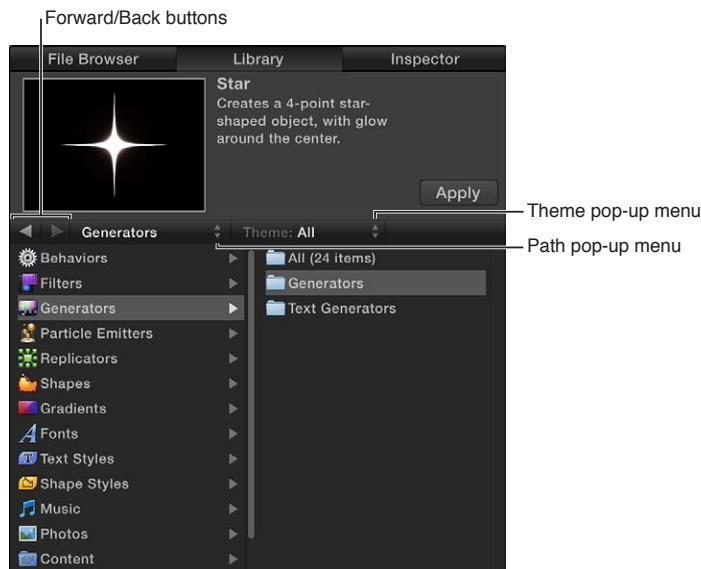 Forward/Back buttons
File Browser
Library
Inspector
Star
Creates a 4-point star-
shaped object, with glow
around the center.
Apply
Theme pop-up menu
Generators
Theme: All
Path pop-up menu
Behaviors
All (24 items)
Filters
Generators
Generators
Text Generators
Particle Emitters
Replicators
Shapes
Gradients
Fonts
Text Styles
Shape Styles
Music
Photos
Content